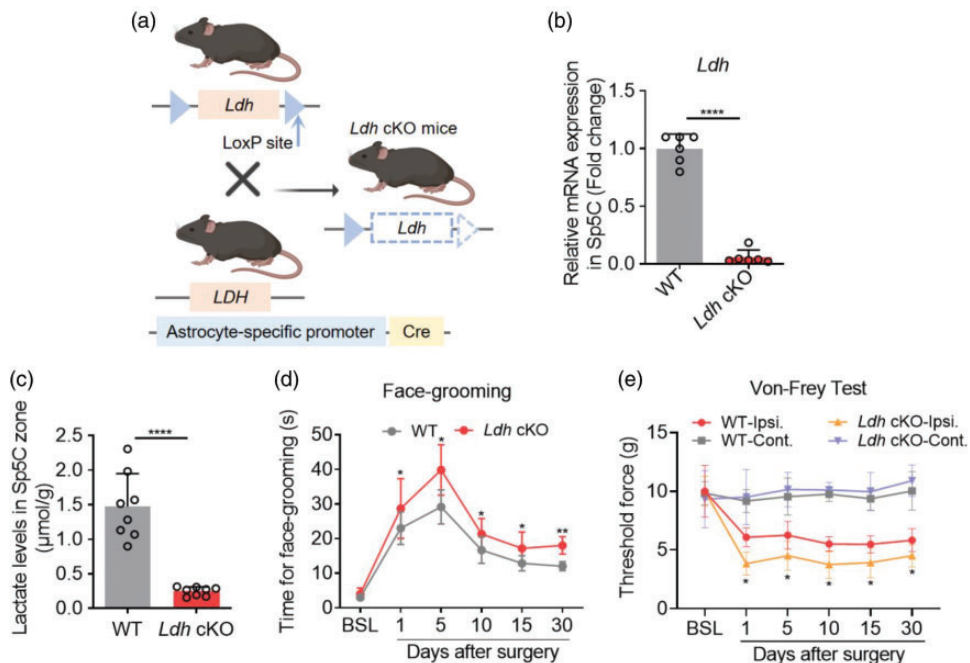 (a)
Ldh
LoxP site
Ldh cKO mice
Ldh
LDH
Astrocyte-specific promoter
Cre
(b)
Ldh
Relative mRNA expression
in Sp5C (Fold change)
1.5
1.0
0.5
0.0
****
WT
Ldh cKO
(c)
Lactate levels in Sp5C zone
(μmol/g)
2.5
2.0
1.5
1.0
0.5
0.0
****
WT
Ldh cKO
(d)
Face-grooming
WT
Ldh cKO
Time for face-grooming (s)
60
50
40
30
20
10
0
*
*
*
*
**
BSL 1 5 10 15 30
Days after surgery
(e)
Von-Frey Test
WT-Ipsi.
Ldh cKO-Ipsi.
WT-Cont.
Ldh cKO-Cont.
Threshold force (g)
15
10
5
0
*
*
*
*
*
BSL 1 5 10 15 30
Days after surgery